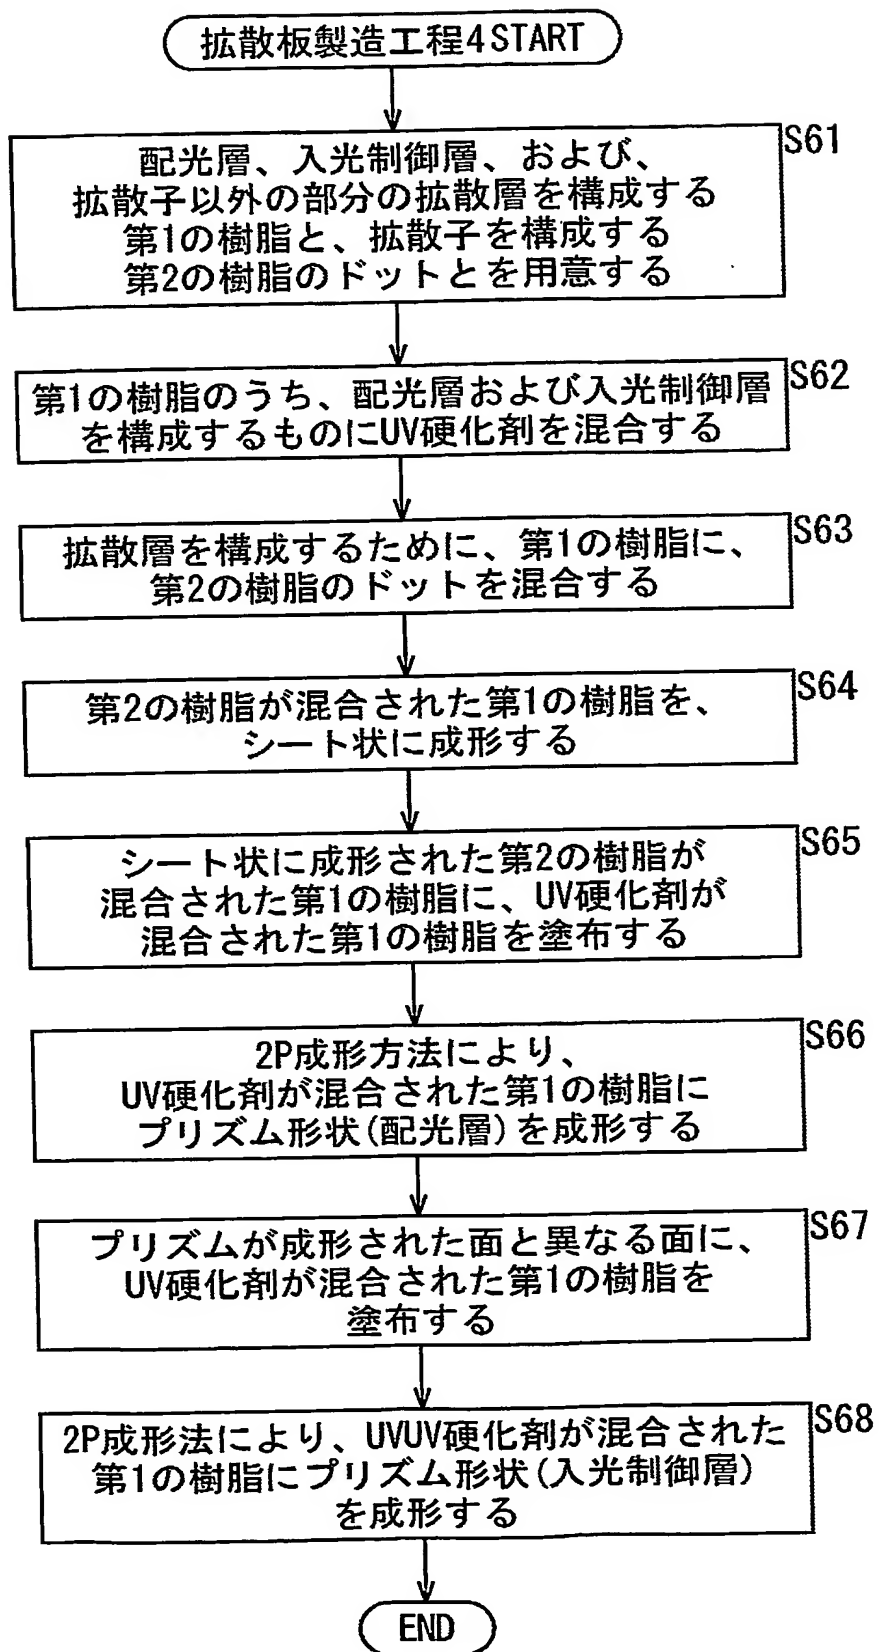 拡散板製造工程4START
S61
配光層、入光制御層、および、
拡散子以外の部分の拡散層を構成する
第1の樹脂と、拡散子を構成する
第2の樹脂のドットとを用意する
S62
第1の樹脂のうち、配光層および入光制御層
を構成するものにUV硬化剤を混合する
S63
拡散層を構成するために、第1の樹脂に、
第2の樹脂のドットを混合する
S64
第2の樹脂が混合された第1の樹脂を、
シート状に成形する
S65
シート状に成形された第2の樹脂が
混合された第1の樹脂に、UV硬化剤が
混合された第1の樹脂を塗布する
S66
2P成形方法により、
UV硬化剤が混合された第1の樹脂に
プリズム形状(配光層)を成形する
S67
プリズムが成形された面と異なる面に、
UV硬化剤が混合された第1の樹脂を
塗布する
S68
2P成形法により、UVUV硬化剤が混合された
第1の樹脂にプリズム形状(入光制御層)
を成形する
END